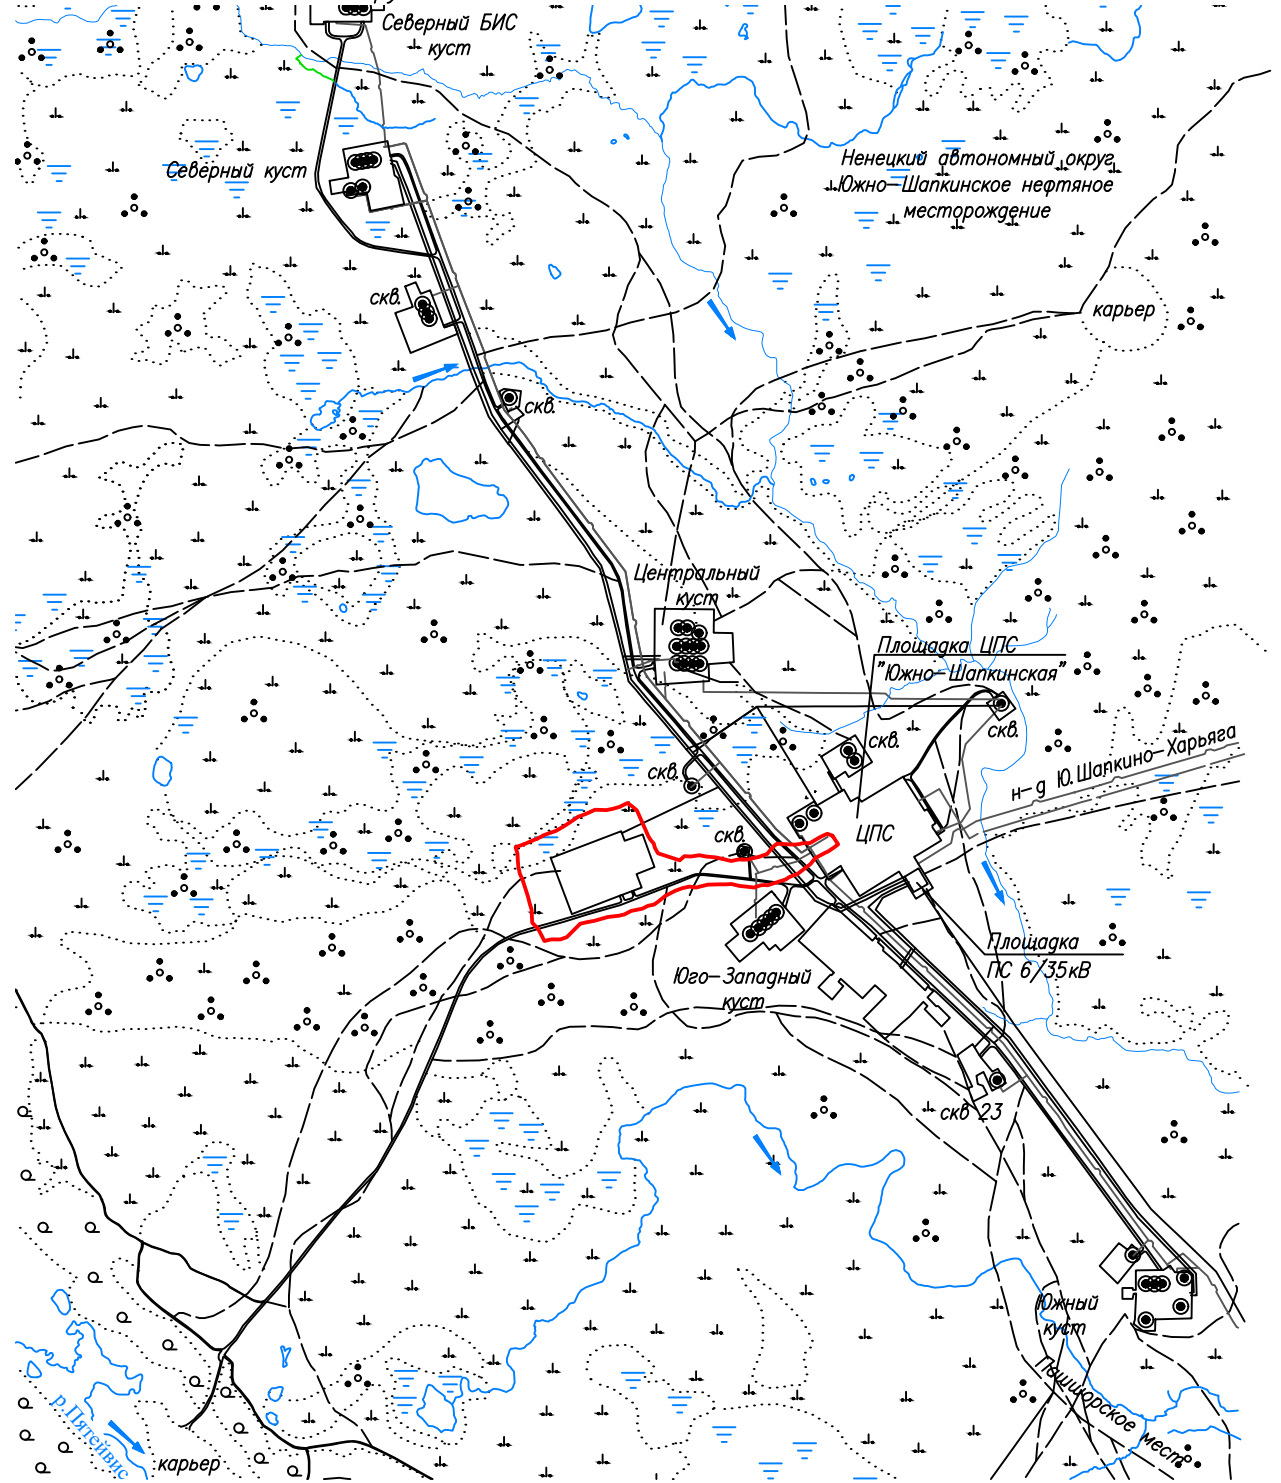 Северный БИС
куст
Ненецкий автономный округ
Южно-Шапкинское нефтяное
месторождение
Северный куст
скв.
карьер
скв.
Центральный
куст
Площадка ЦПС
"Южно-Шапкинская"
скв.
скв.
н-д Ю.Шапкино-Харьяга
скв.
скв.
ЦПС
Площадка
ПС 6/35кВ
Юго-Западный
куст
скв 23
Южный
куст
Пашшорское мест.
р.Пятейвис
карьер